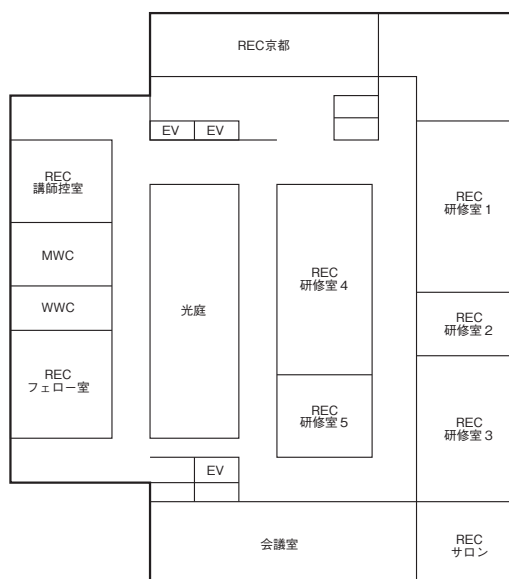 REC京都
EV
EV
REC
講師控室
MWC
WWC
REC
フェロー室
光庭
REC
研修室4
REC
研修室5
REC
研修室1
REC
研修室2
REC
研修室3
EV
会議室
REC
サロン